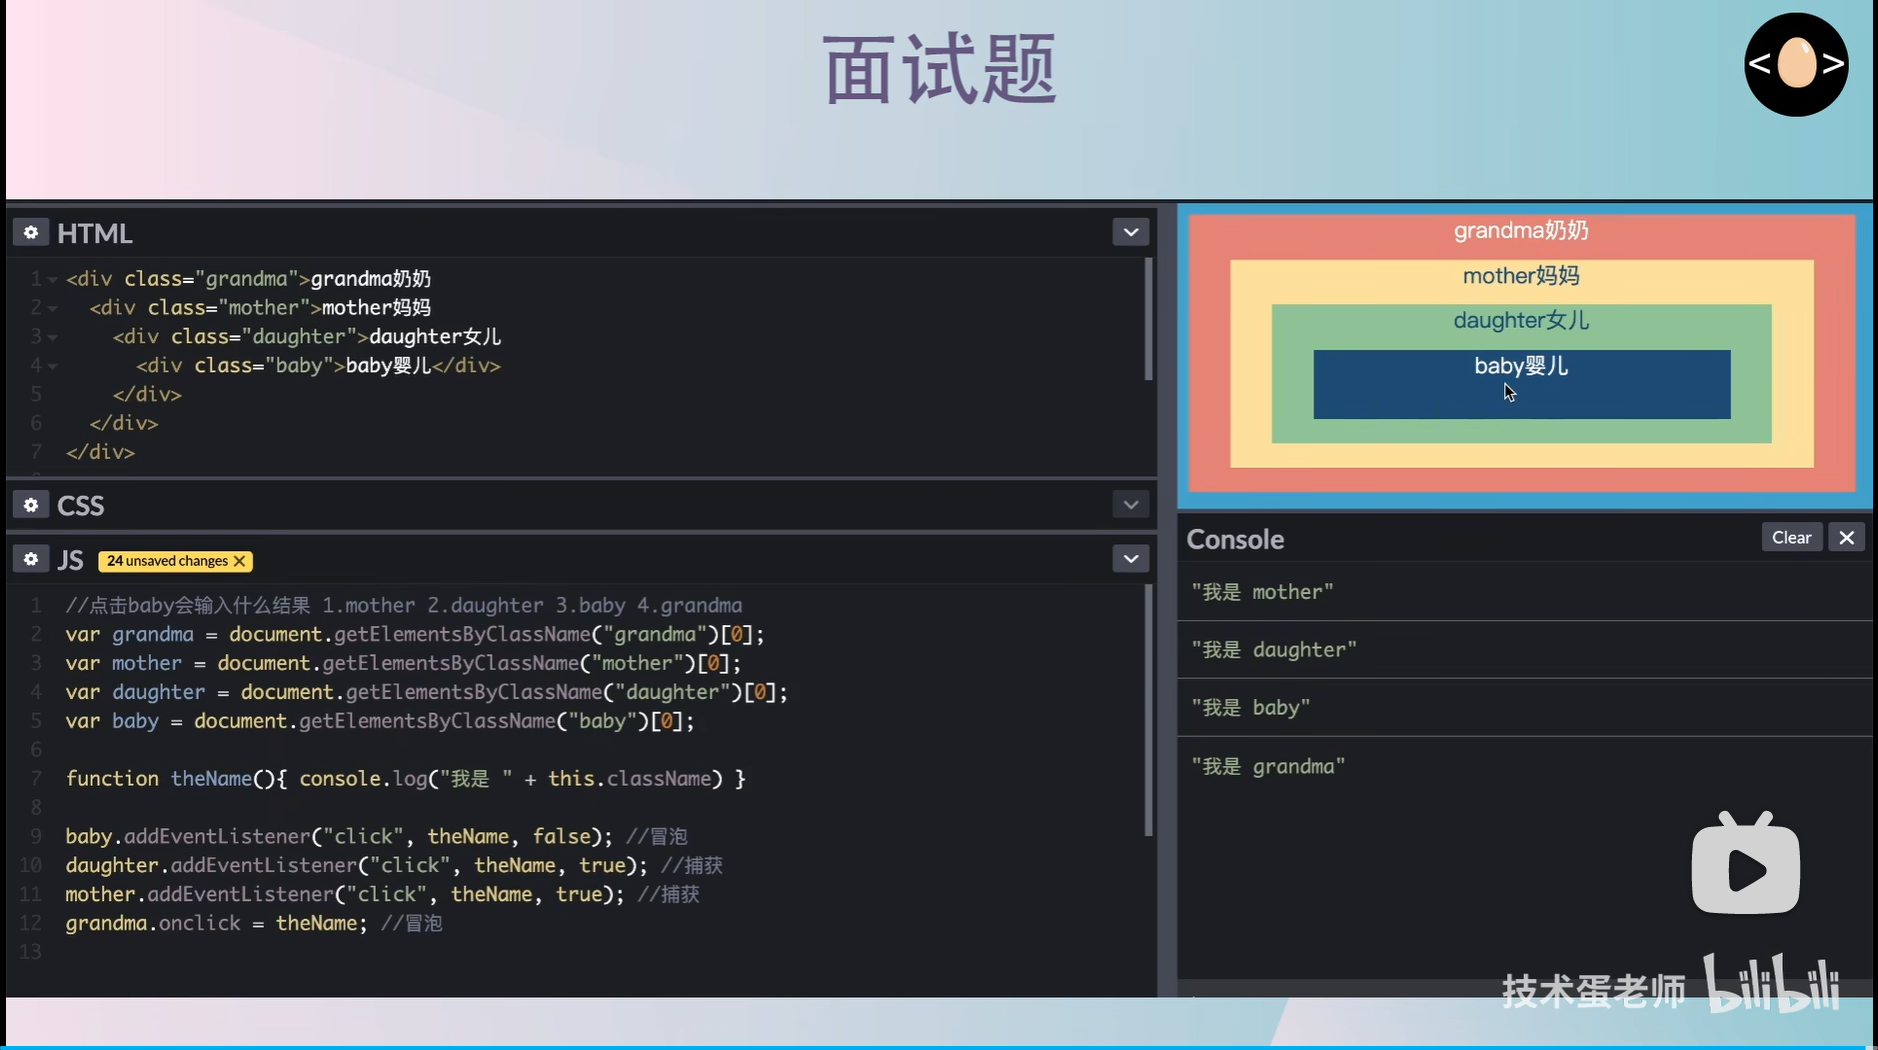 面试题
< >
HTML
1 <div class="grandma">grandma奶奶
2 <div class="mother">mother妈妈
3 <div class="daughter">daughter女儿
4 <div class="baby">baby婴儿</div>
5 </div>
6 </div>
7 </div>
CSS
JS 24 unsaved changes
1 //点击baby会输入什么结果 1.mother 2.daughter 3.baby 4.grandma
2 var grandma = document.getElementsByClassName("grandma")[0];
3 var mother = document.getElementsByClassName("mother")[0];
4 var daughter = document.getElementsByClassName("daughter")[0];
5 var baby = document.getElementsByClassName("baby")[0];
6
7 function theName(){ console.log("我是 " + this.className) }
8
9 baby.addEventListener("click", theName, false); //冒泡
10 daughter.addEventListener("click", theName, true); //捕获
11 mother.addEventListener("click", theName, true); //捕获
12 grandma.onclick = theName; //冒泡
13
grandma奶奶
mother妈妈
daughter女儿
baby婴儿
Console Clear
"我是 mother"
"我是 daughter"
"我是 baby"
"我是 grandma"
技术蛋老师 bilibili